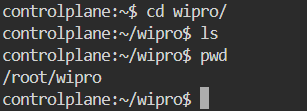 controlplane:~$ cd wipro/
controlplane:~/wipro$ ls
controlplane:~/wipro$ pwd
/root/wipro
controlplane:~/wipro$